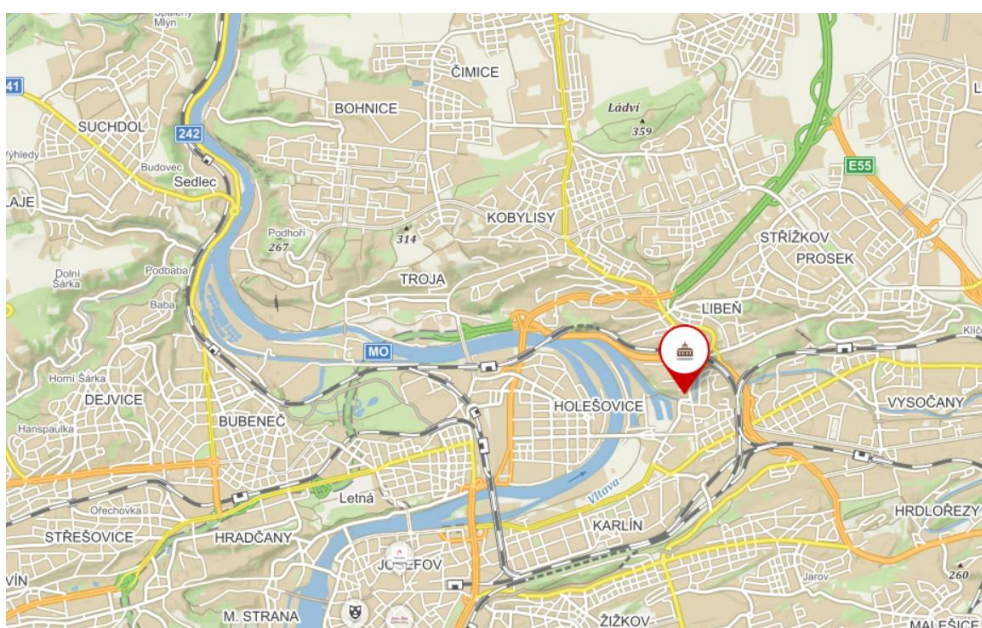 Spálený
Mlýn
ČIMICE
41
BOHNICE
Ládví
359
SUCHDOL
242
Výhledy
Budovec
Sedlec
E55
KOBYLISY
Podhoří
267
314
STŘÍŽKOV
PROSEK
Podbaba
Dolní
Šárka
TROJA
Baba
LIBEŇ
MO
Horní Šárka
DEJVICE
HOLEŠOVICE
VYSOČANY
Hanspaulka
BUBENEČ
Vltava
Letná
Ořechovka
HRDLOŘEZY
STŘEŠOVICE
HRADČANY
KARLÍN
JOSEFOV
Jarov
260
M. STRANA
ŽIŽKOV
MALEŠICE